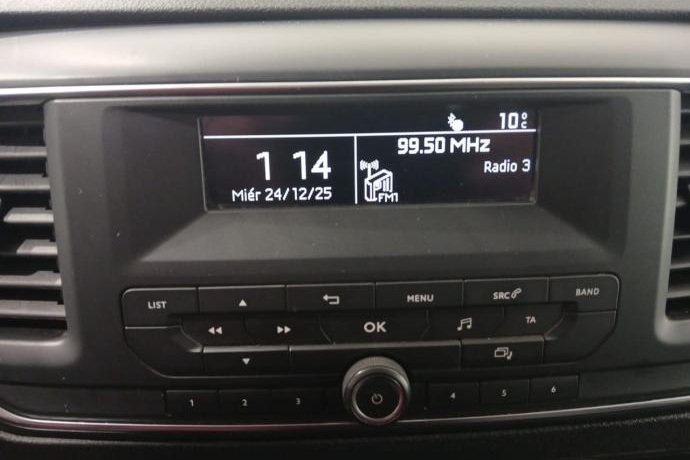 10°C
99.50 MHz
1 14
Radio 3
Miér 24/12/25
FM1
LIST
MENU
SRC
BAND
OK
TA
1 2 3 4 5 6